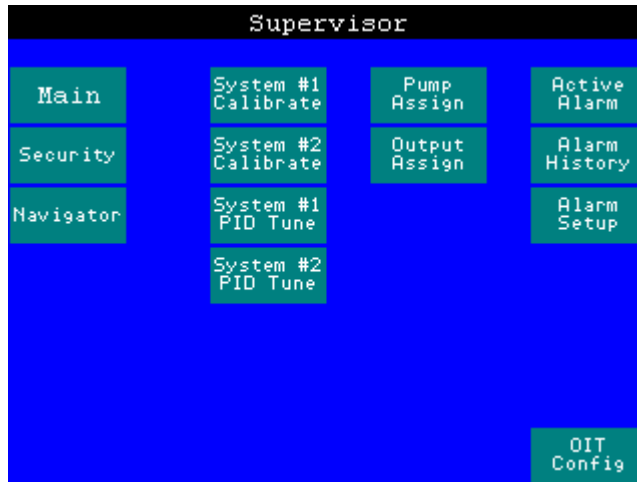 Supervisor
Main
Security
Navigator
System #1
Calibrate
System #2
Calibrate
System #1
PID Tune
System #2
PID Tune
Pump
Assign
Output
Assign
Active
Alarm
Alarm
History
Alarm
Setup
OIT
Config